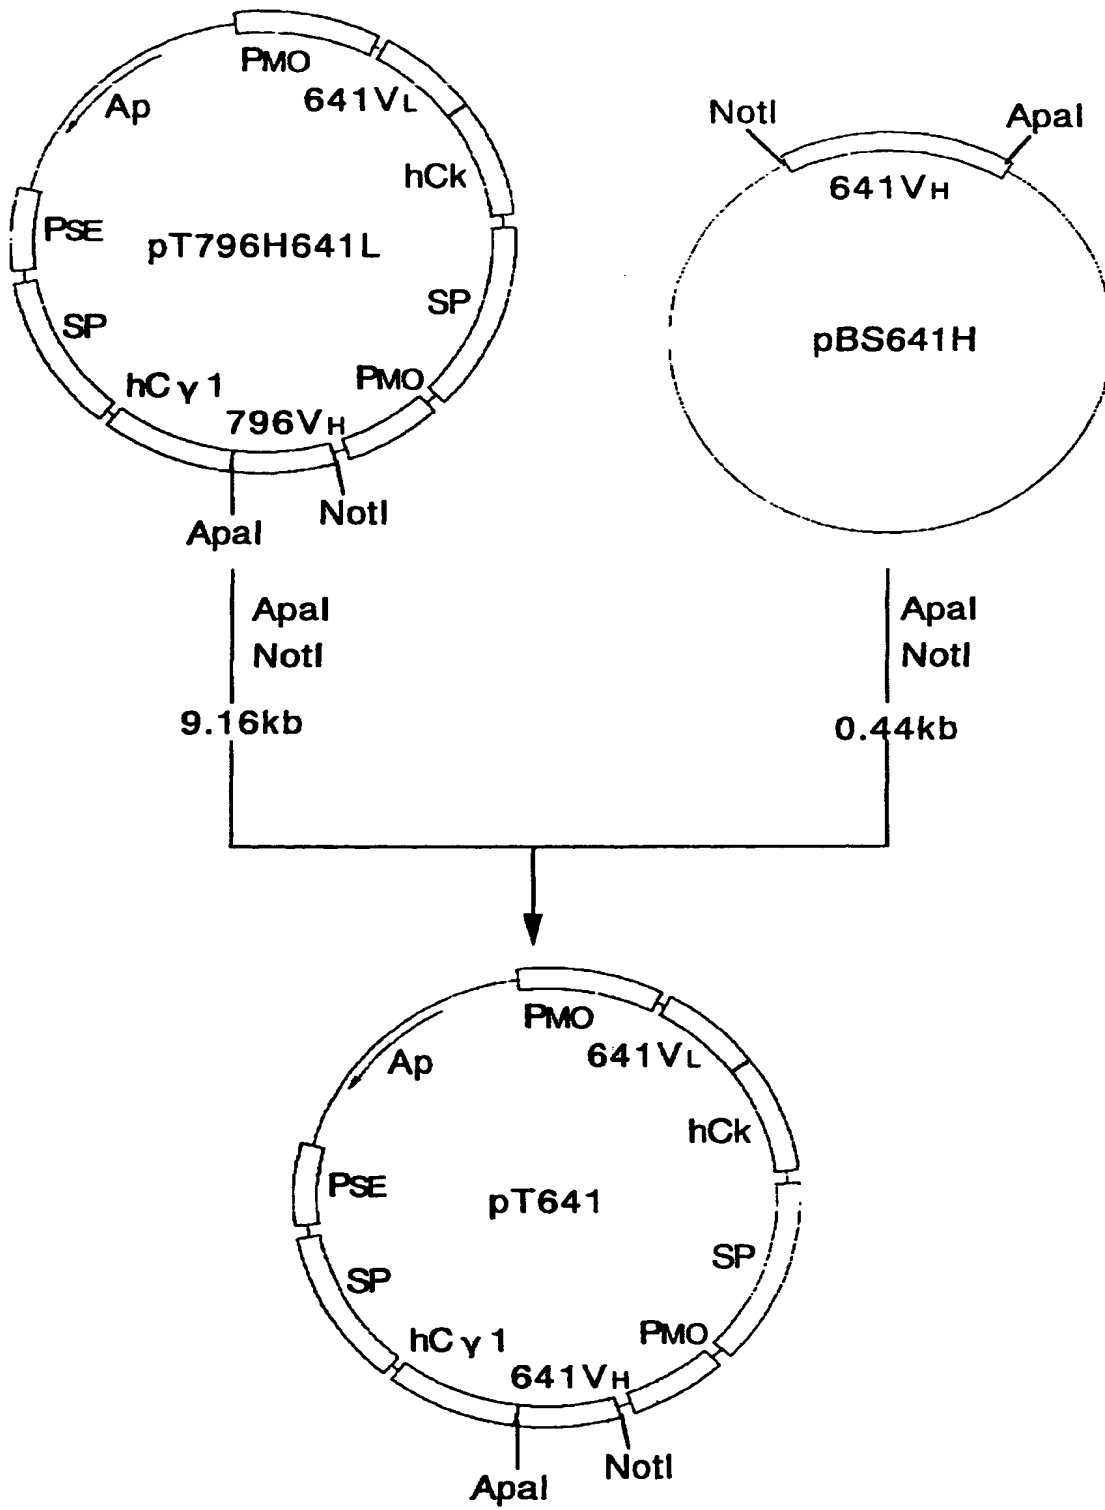 PMO
641VL
Ap
hCk
PSE
pT796H641L
SP
SP
PMO
hCγ1
796VH
NotI
ApaI
NotI
ApaI
641VH
pBS641H
ApaI
NotI
9.16kb
ApaI
NotI
0.44kb
PMO
641VL
Ap
hCk
PSE
pT641
SP
SP
PMO
hCγ1
641VH
NotI
ApaI